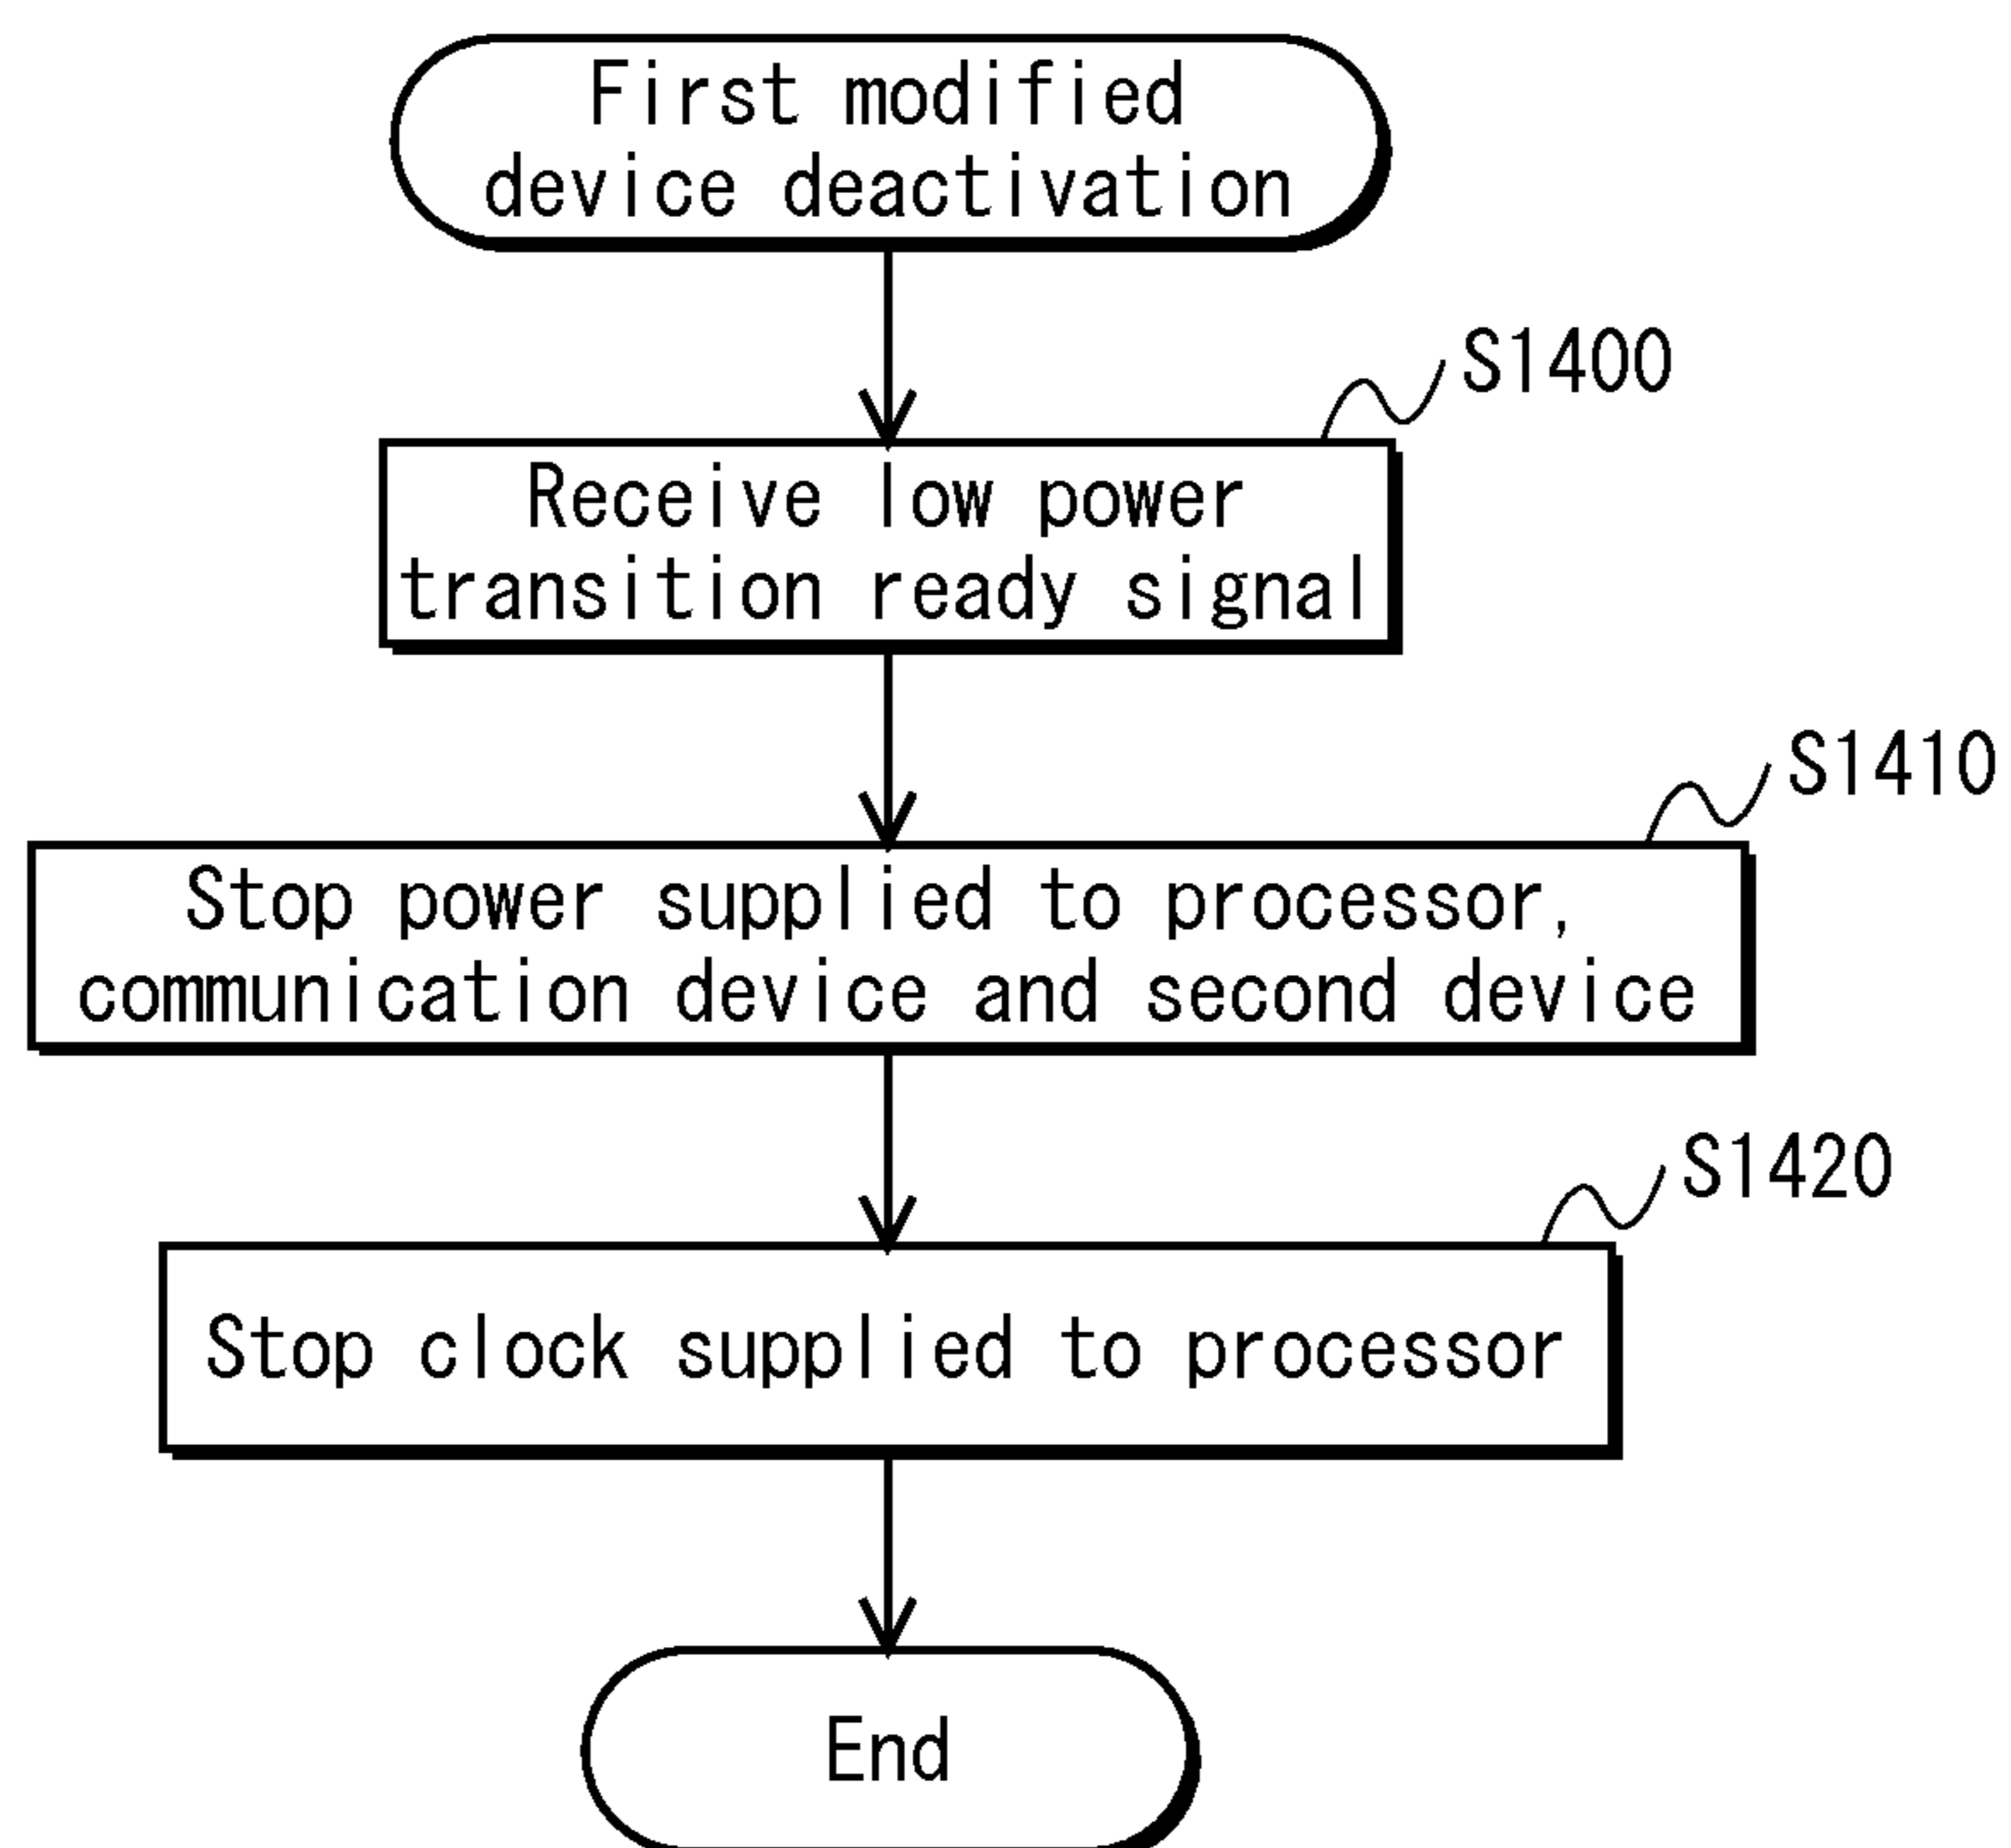 First modified
device deactivation
S1400
Receive low power
transition ready signal
S1410
Stop power supplied to processor,
communication device and second device
S1420
Stop clock supplied to processor
End